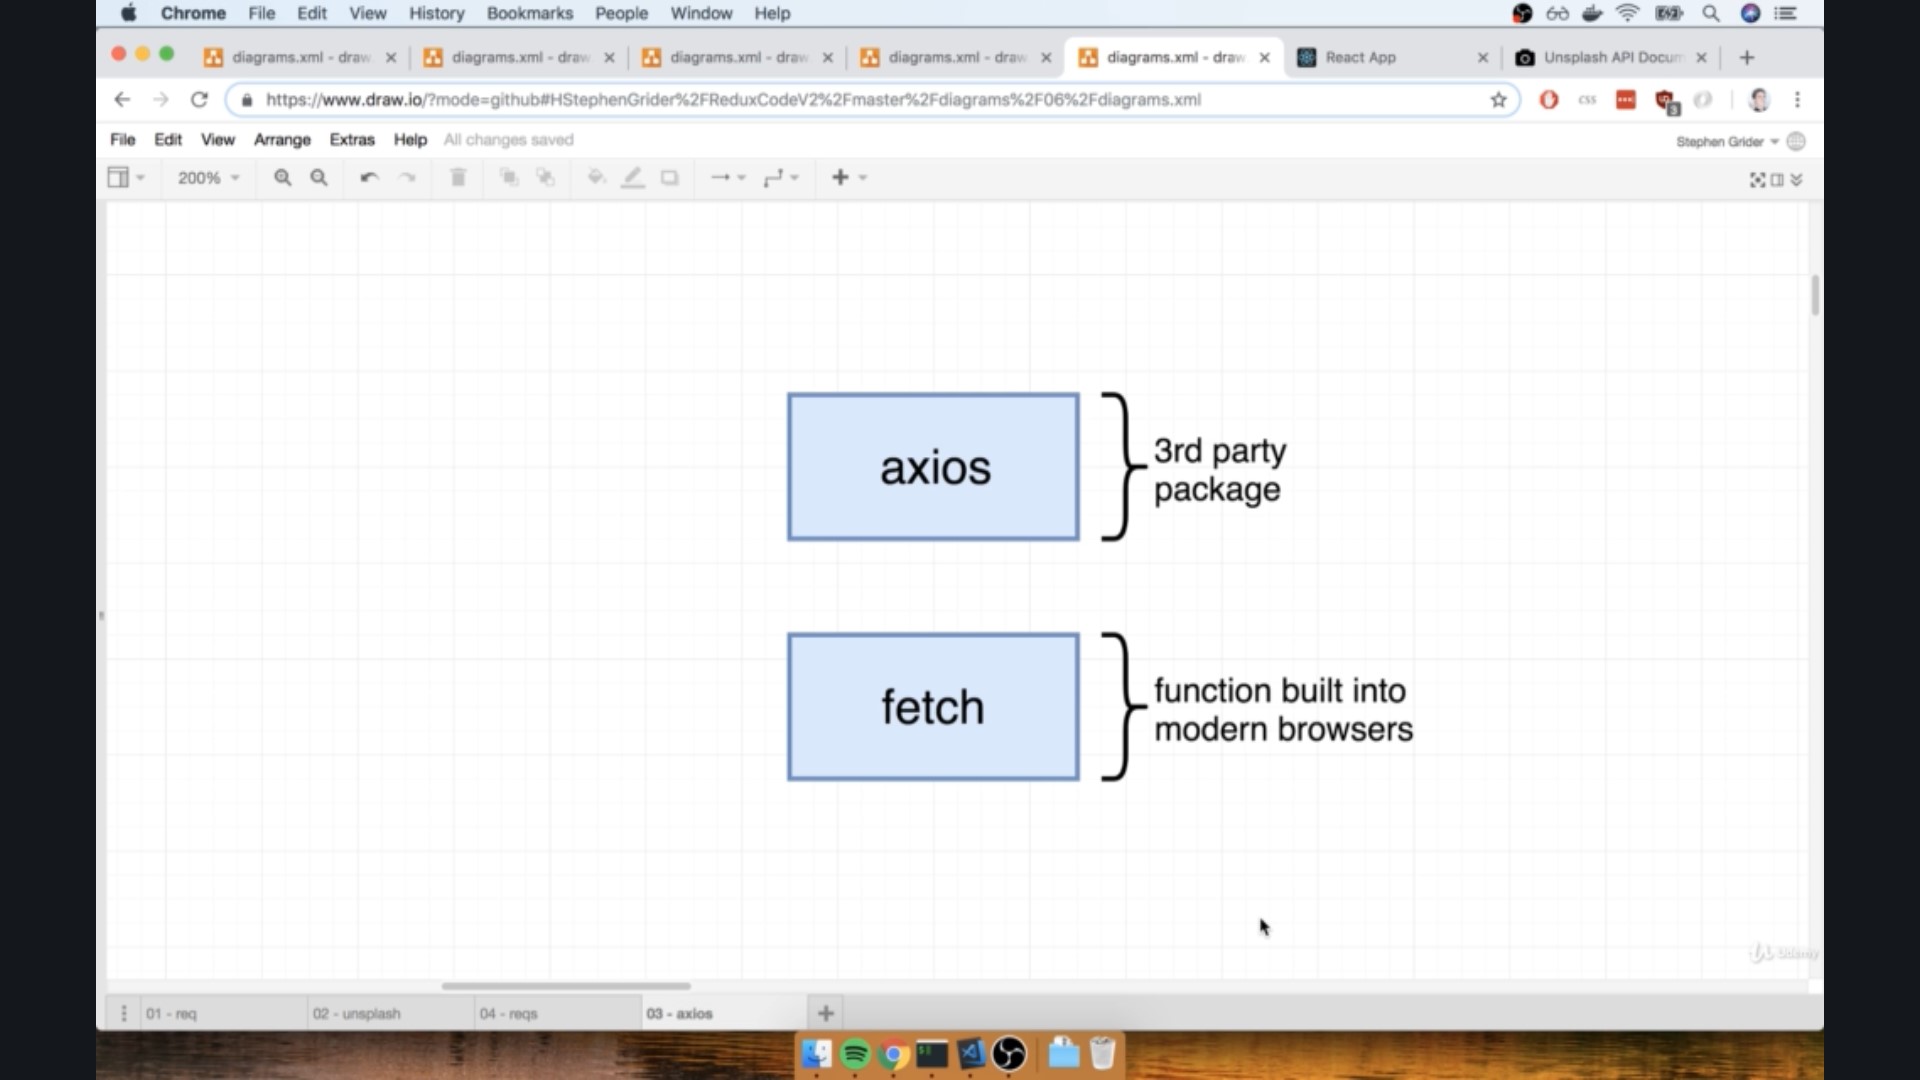 Chrome File Edit View History Bookmarks People Window Help
diagrams.xml - draw diagrams.xml - draw diagrams.xml - draw diagrams.xml - draw diagrams.xml - draw React App Unsplash API Docum
https://www.draw.io/?mode=github#HStephenGrider%2FReduxCodeV2%2Fmaster%2Fdiagrams%2F06%2Fdiagrams.xml
CSS
3
File Edit View Arrange Extras Help All changes saved
Stephen Grider
200%
axios
3rd party
package
fetch
function built into
modern browsers
Udemy
01 - req 02 - unsplash 04 - reqs 03 - axios